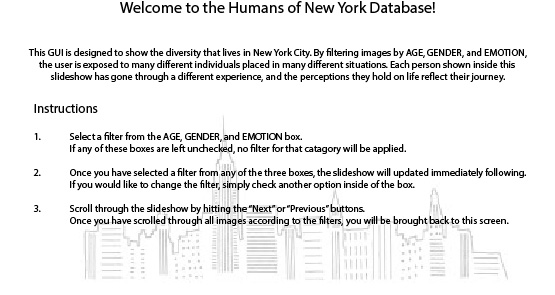 Welcome to the Humans of New York Database!
This GUI is designed to show the diversity that lives in New York City. By filtering images by AGE, GENDER, and EMOTION,
the user is exposed to many different individuals placed in many different situations. Each person shown inside this
slideshow has gone through a different experience, and the perceptions they hold on life reflect their journey.
Instructions
1. Select a filter from the AGE, GENDER, and EMOTION box.
If any of these boxes are left unchecked, no filter for that catagory will be applied.
2. Once you have selected a filter from any of the three boxes, the slideshow will updated immediately following.
If you would like to change the filter, simply check another option inside of the box.
3. Scroll through the slideshow by hitting the “Next” or “Previous” buttons.
Once you have scrolled through all images according to the filters, you will be brought back to this screen.